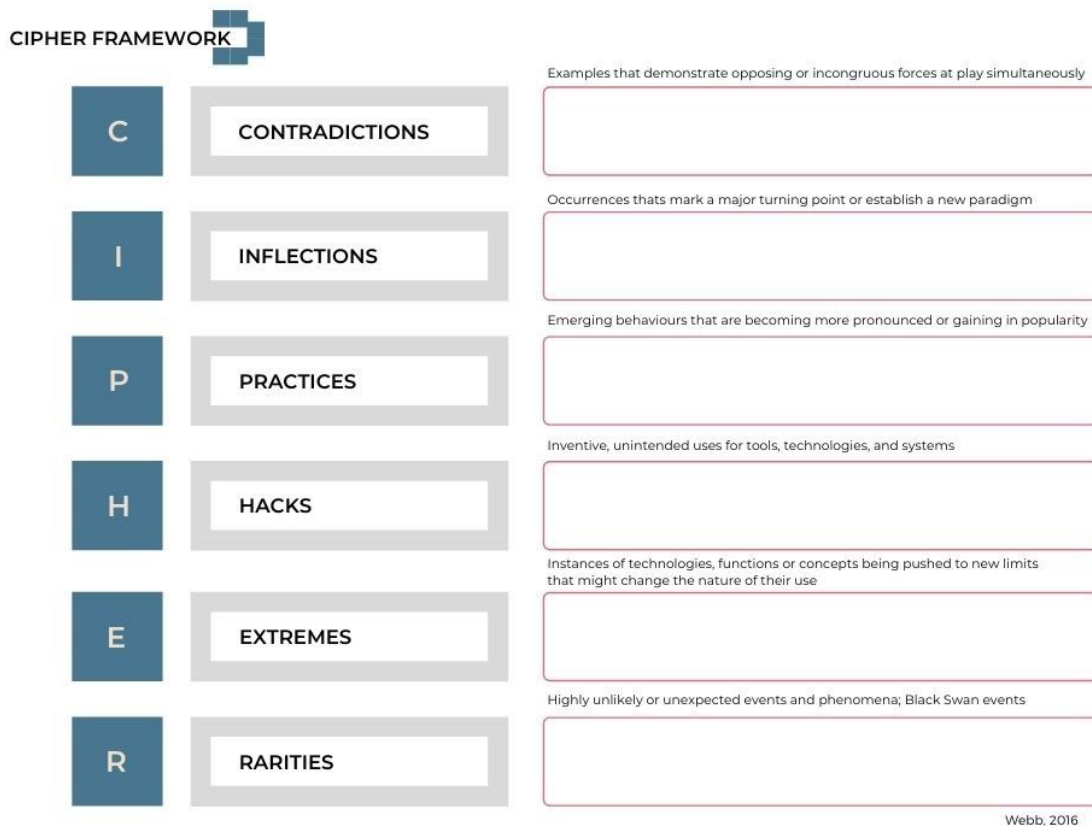 CIPHER FRAMEWORK
Examples that demonstrate opposing or incongruous forces at play simultaneously
C
CONTRADICTIONS
Occurrences thats mark a major turning point or establish a new paradigm
I
INFLECTIONS
Emerging behaviours that are becoming more pronounced or gaining in popularity
P
PRACTICES
Inventive, unintended uses for tools, technologies, and systems
H
HACKS
Instances of technologies, functions or concepts being pushed to new limits
that might change the nature of their use
E
EXTREMES
Highly unlikely or unexpected events and phenomena; Black Swan events
R
RARITIES
Webb, 2016